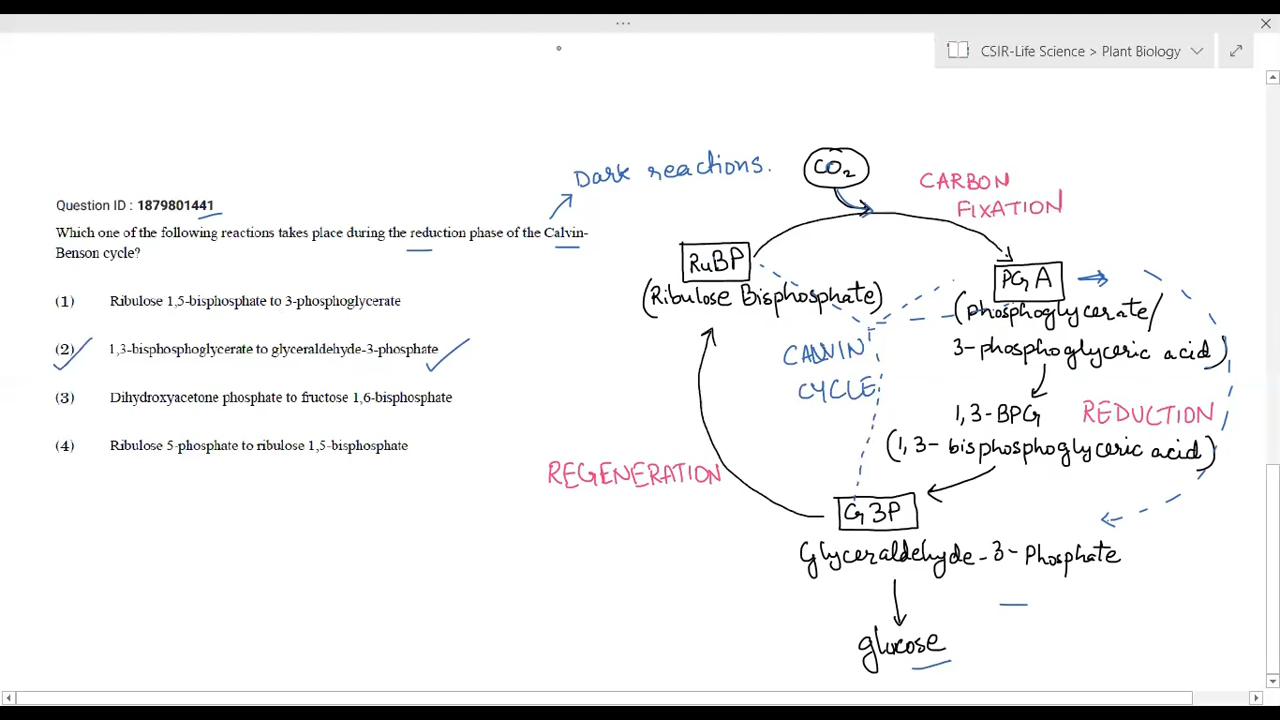 CSIR-Life Science > Plant Biology
Question ID : 1879801441
Which one of the following reactions takes place during the reduction phase of the Calvin-
Benson cycle?
(1) Ribulose 1,5-bisphosphate to 3-phosphoglycerate
(2) 1,3-bisphosphoglycerate to glyceraldehyde-3-phosphate
(3) Dihydroxyacetone phosphate to fructose 1,6-bisphosphate
(4) Ribulose 5-phosphate to ribulose 1,5-bisphosphate
Dark reactions.
CO2
CARBON
FIXATION
RuBP
(Ribulose Bisphosphate)
PGA
(phosphoglycerate/
3-phosphoglyceric acid)
CALVIN
CYCLE
1,3-BPG
REDUCTION
(1,3-bisphosphoglyceric acid)
REGENERATION
G3P
Glyceraldehyde-3-Phosphate
glucose